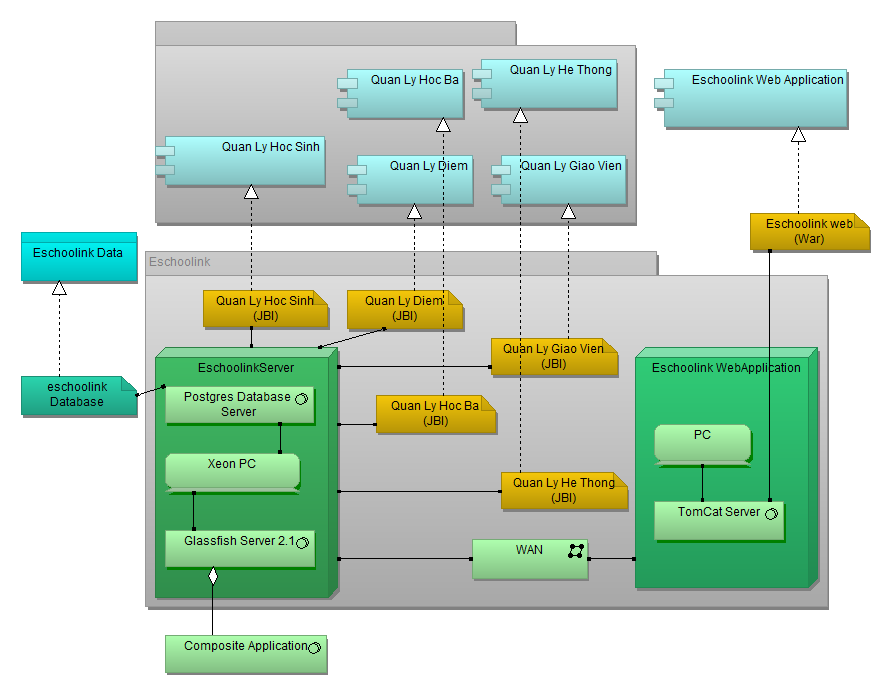 Quan Ly Hoc Ba
Quan Ly He Thong
Eschoolink Web Application
Quan Ly Hoc Sinh
Quan Ly Diem
Quan Ly Giao Vien
Eschoolink web
(War)
Eschoolink Data
Eschoolink
Quan Ly Hoc Sinh
(JBI)
Quan Ly Diem
(JBI)
Quan Ly Giao Vien
(JBI)
EschoolinkServer
Eschoolink WebApplication
eschoolink
Database
Postgres Database
Server
Quan Ly Hoc Ba
(JBI)
PC
Xeon PC
Quan Ly He Thong
(JBI)
TomCat Server
Glassfish Server 2.1
WAN
Composite Application